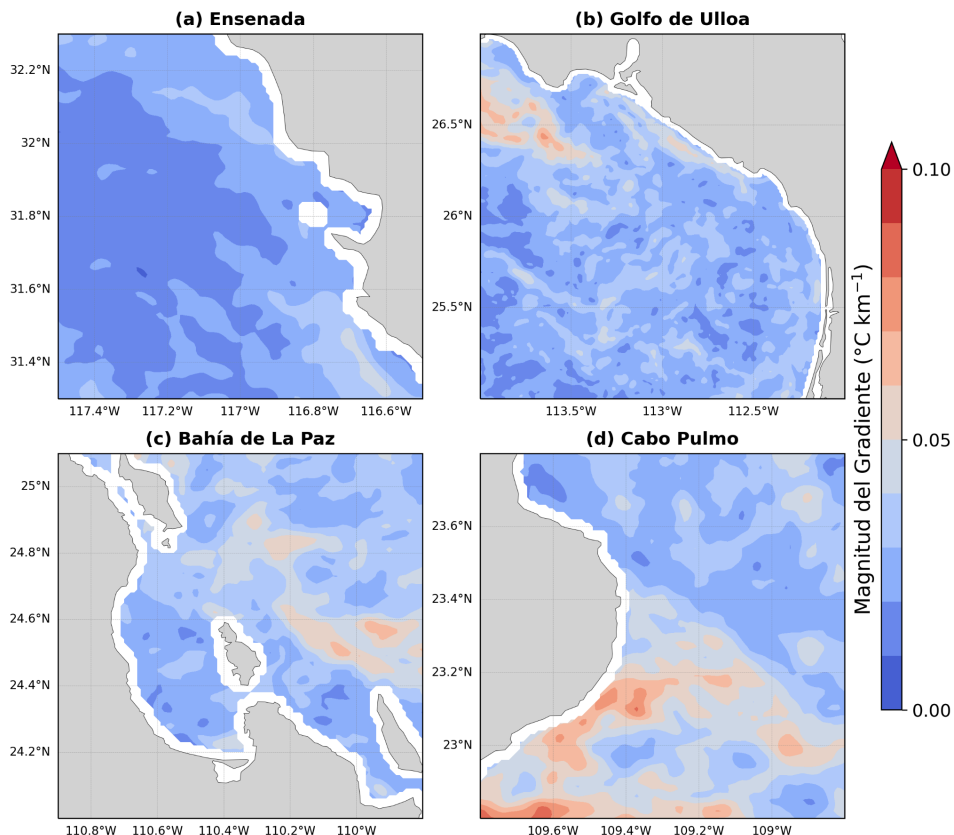 (a) Ensenada
32.2°N
32°N
31.8°N
31.6°N
31.4°N
117.4°W 117.2°W 117°W 116.8°W 116.6°W
(b) Golfo de Ulloa
26.5°N
26°N
25.5°N
113.5°W 113°W 112.5°W
(c) Bahía de La Paz
25°N
24.8°N
24.6°N
24.4°N
24.2°N
110.8°W 110.6°W 110.4°W 110.2°W 110°W
(d) Cabo Pulmo
23.6°N
23.4°N
23.2°N
23°N
109.6°W 109.4°W 109.2°W 109°W
0.10
0.05
0.00
Magnitud del Gradiente (°C km⁻¹)